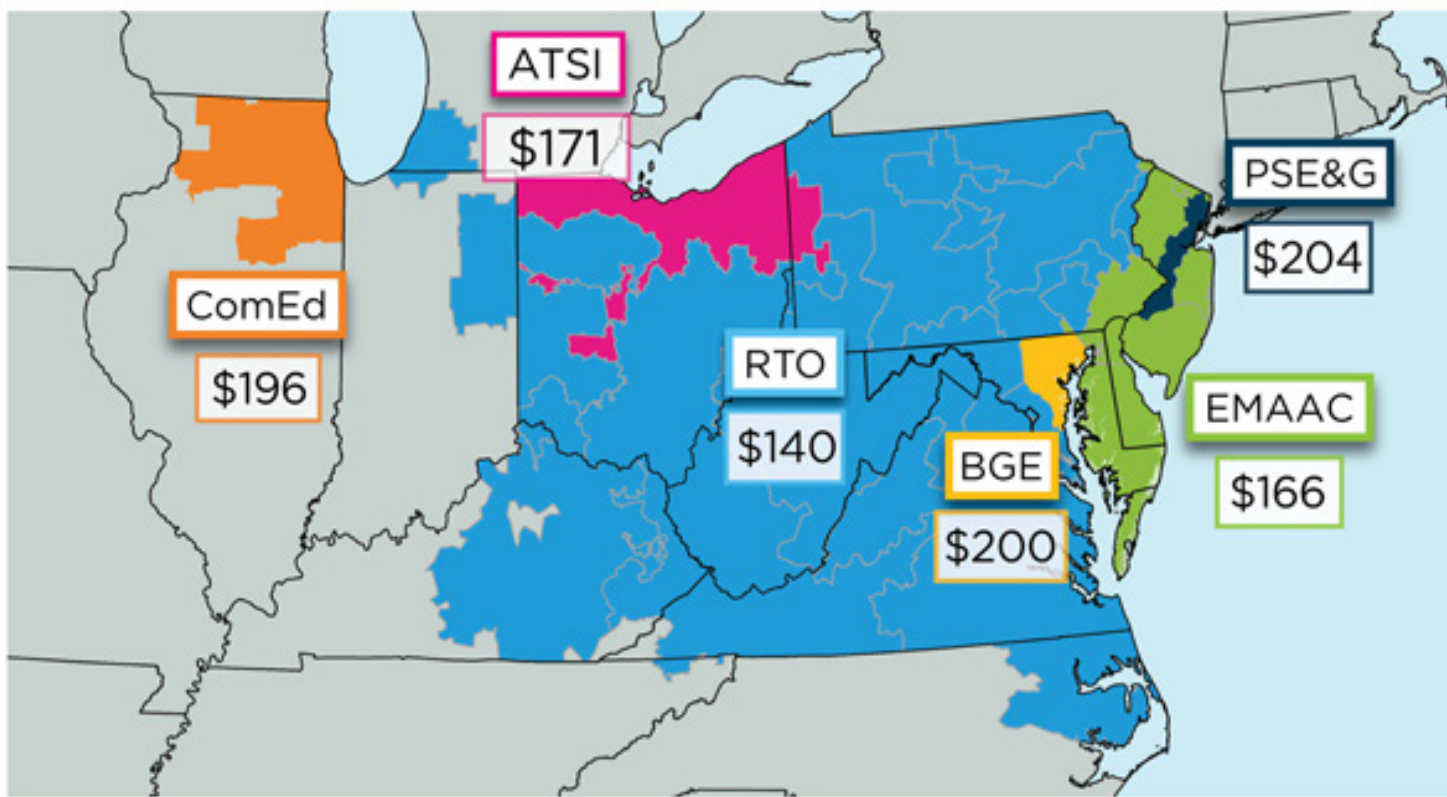 ATSI
$171
PSE&G
$204
ComEd
$196
RTO
$140
EMAAC
$166
BGE
$200